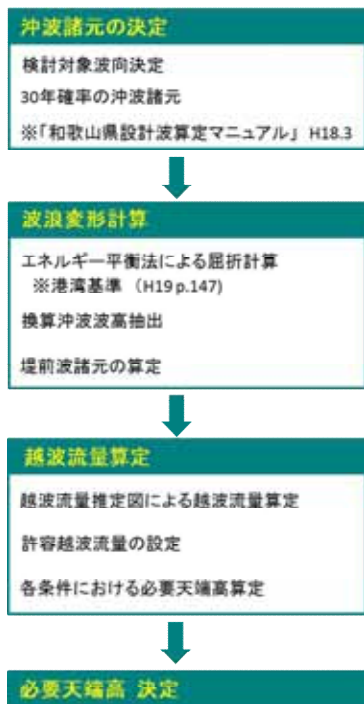 沖波諸元の決定
検討対象波向決定
30年確率の沖波諸元
※「和歌山県設計波算定マニュアル」 H18.3
波浪変形計算
エネルギー平衡法による屈折計算
※港湾基準 （H19 p.147）
換算沖波波高抽出
堤前波諸元の算定
越波流量算定
越波流量推定図による越波流量算定
許容越波流量の設定
各条件における必要天端高算定
必要天端高 決定